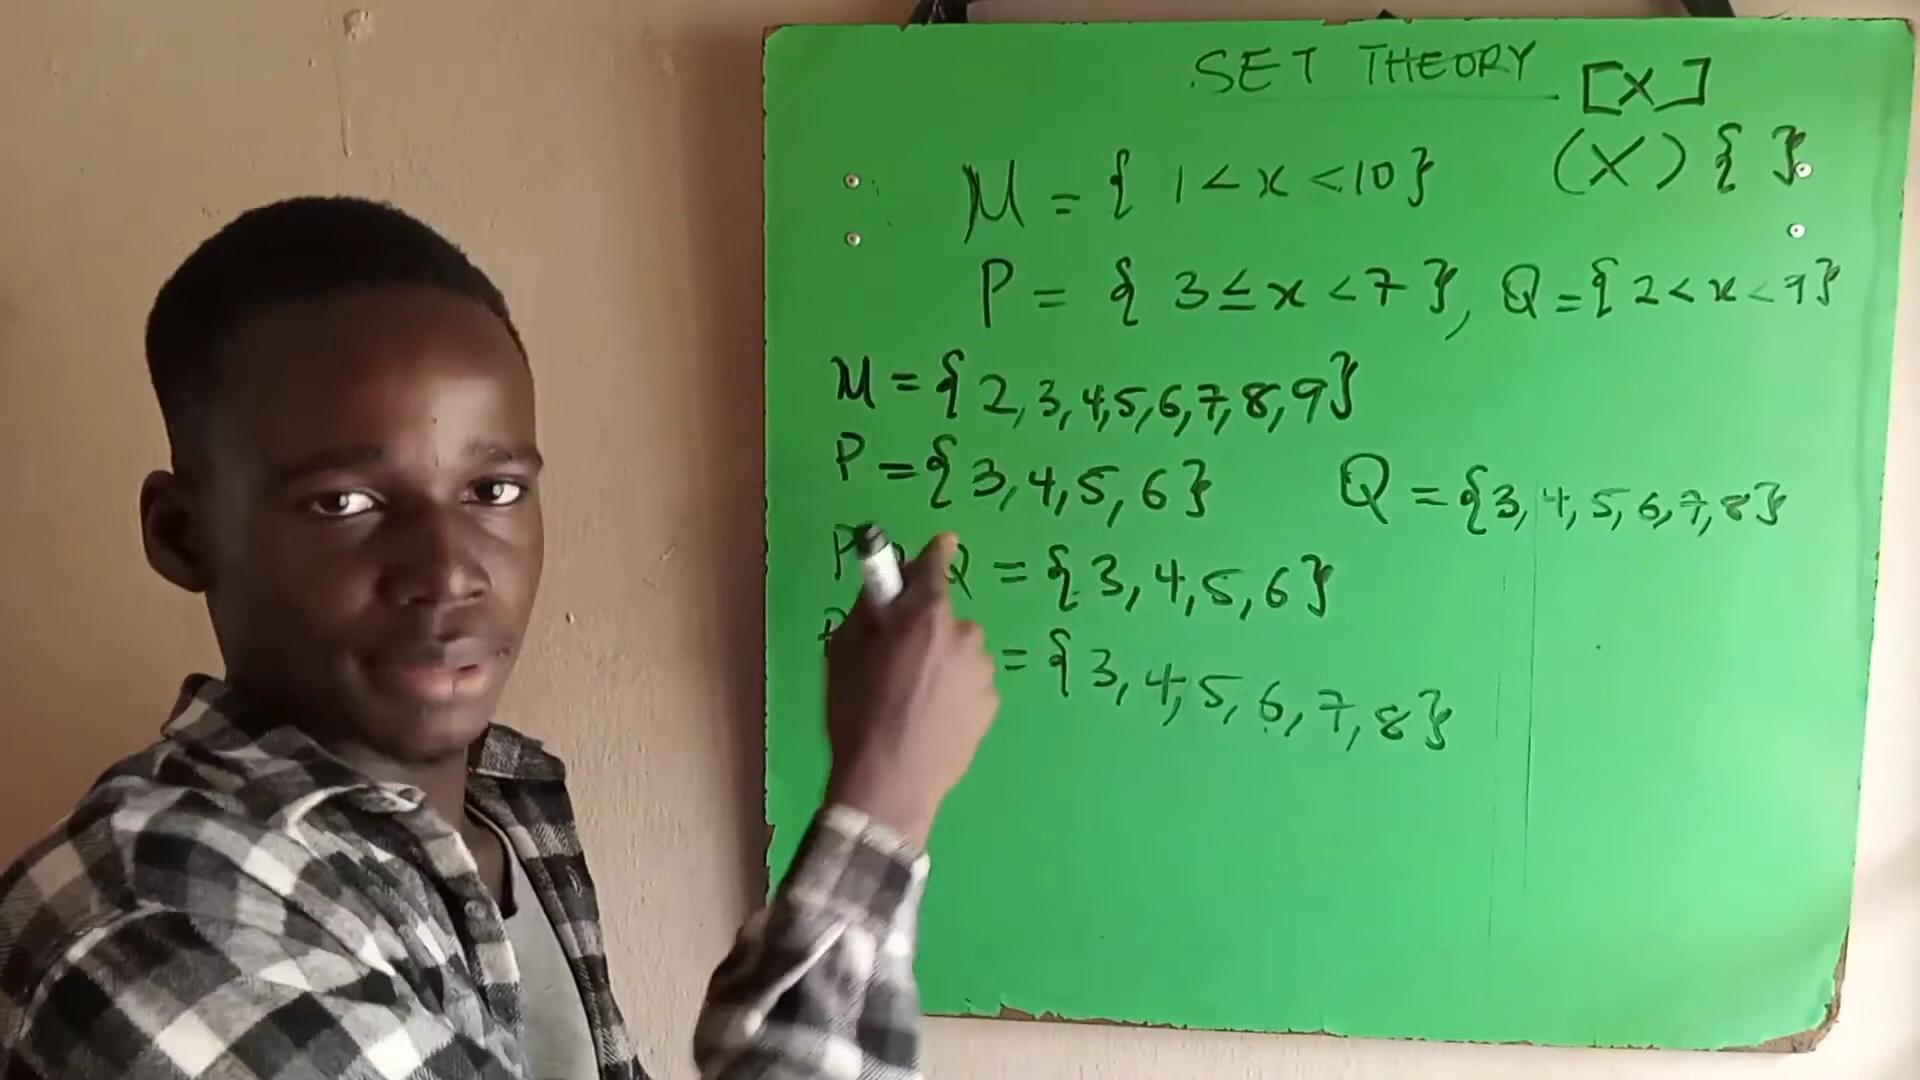 SET THEORY [X]
M = { 1 < x < 10} (X) { }
P = { 3 ≤ x < 7 }, Q = { 2 < x < 9}
M = {2, 3, 4, 5, 6, 7, 8, 9}
P = {3, 4, 5, 6} Q = {3, 4, 5, 6, 7, 8}
P Q = {3, 4, 5, 6}
= {3, 4, 5, 6, 7, 8}